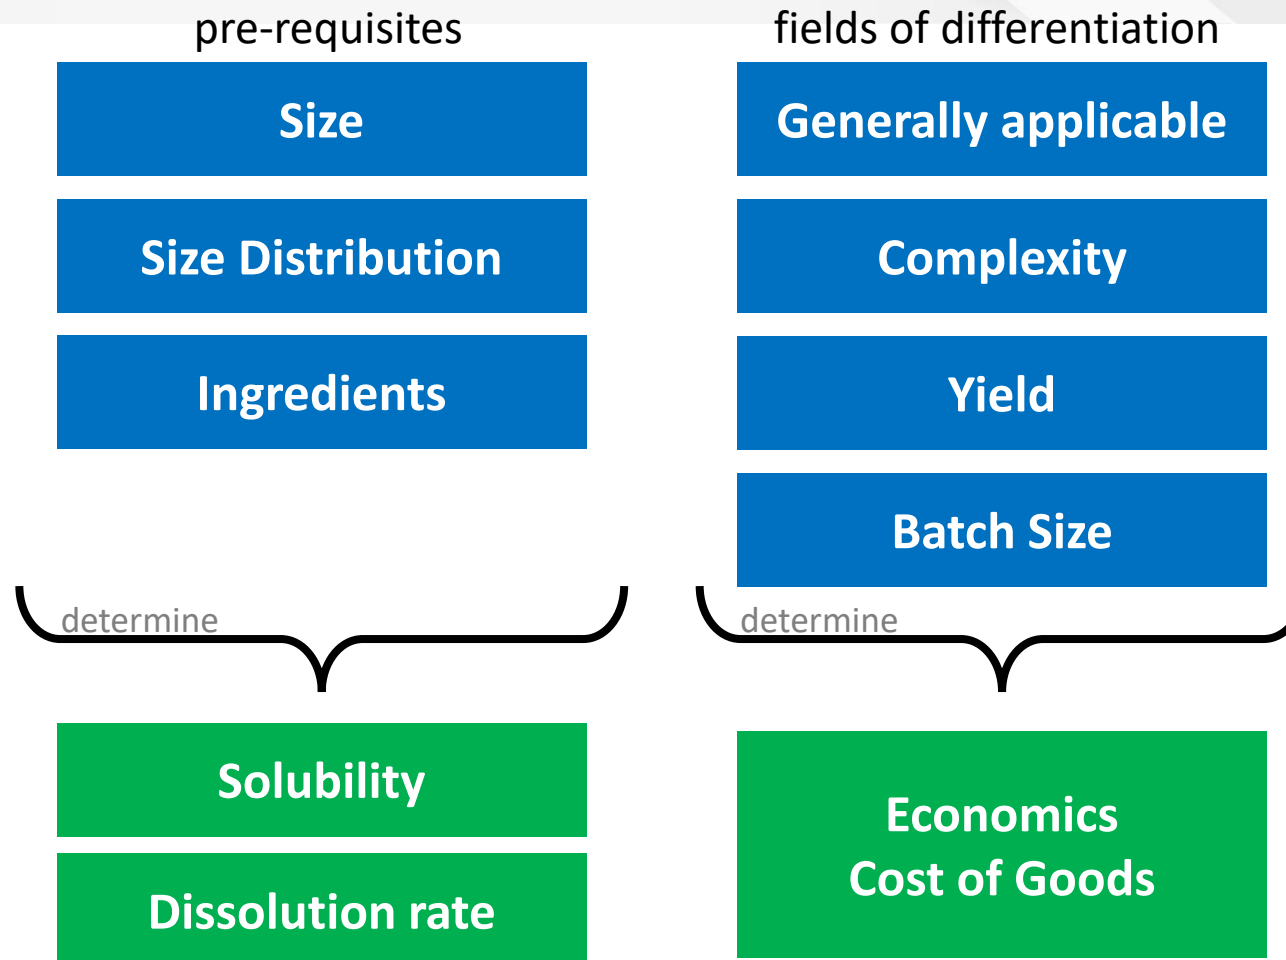 pre-requisites
Size
Size Distribution
Ingredients
determine
Solubility
Dissolution rate
fields of differentiation
Generally applicable
Complexity
Yield
Batch Size
determine
Economics
Cost of Goods